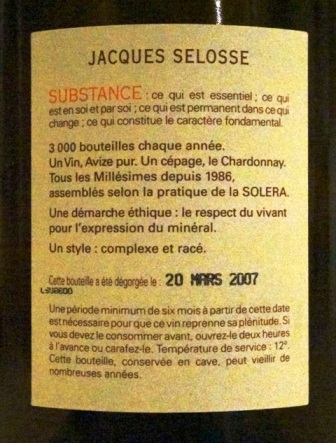 JACQUES SELOSSE
SUBSTANCE : ce qui est essentiel ; ce qui
est en soi et par soi ; ce qui est permanent dans ce qui
change ; ce qui constitue le caractère fondamental.
3 000 bouteilles chaque année.
Un Vin, Avize pur. Un cépage, le Chardonnay.
Tous les Millésimes depuis 1986,
assemblés selon la pratique de la SOLERA.
Une démarche éthique : le respect du vivant
pour l'expression du minéral.
Un style : complexe et racé.
Cette bouteille a été dégorgée le : 20 MARS 2007
Une période minimum de six mois à partir de cette date
est nécessaire pour que ce vin reprenne sa plénitude. Si
vous devez le consommer avant, ouvrez-le deux heures
à l'avance ou carafez-le. Température de service : 12°.
Cette bouteille, conservée en cave, peut vieillir de
nombreuses années.